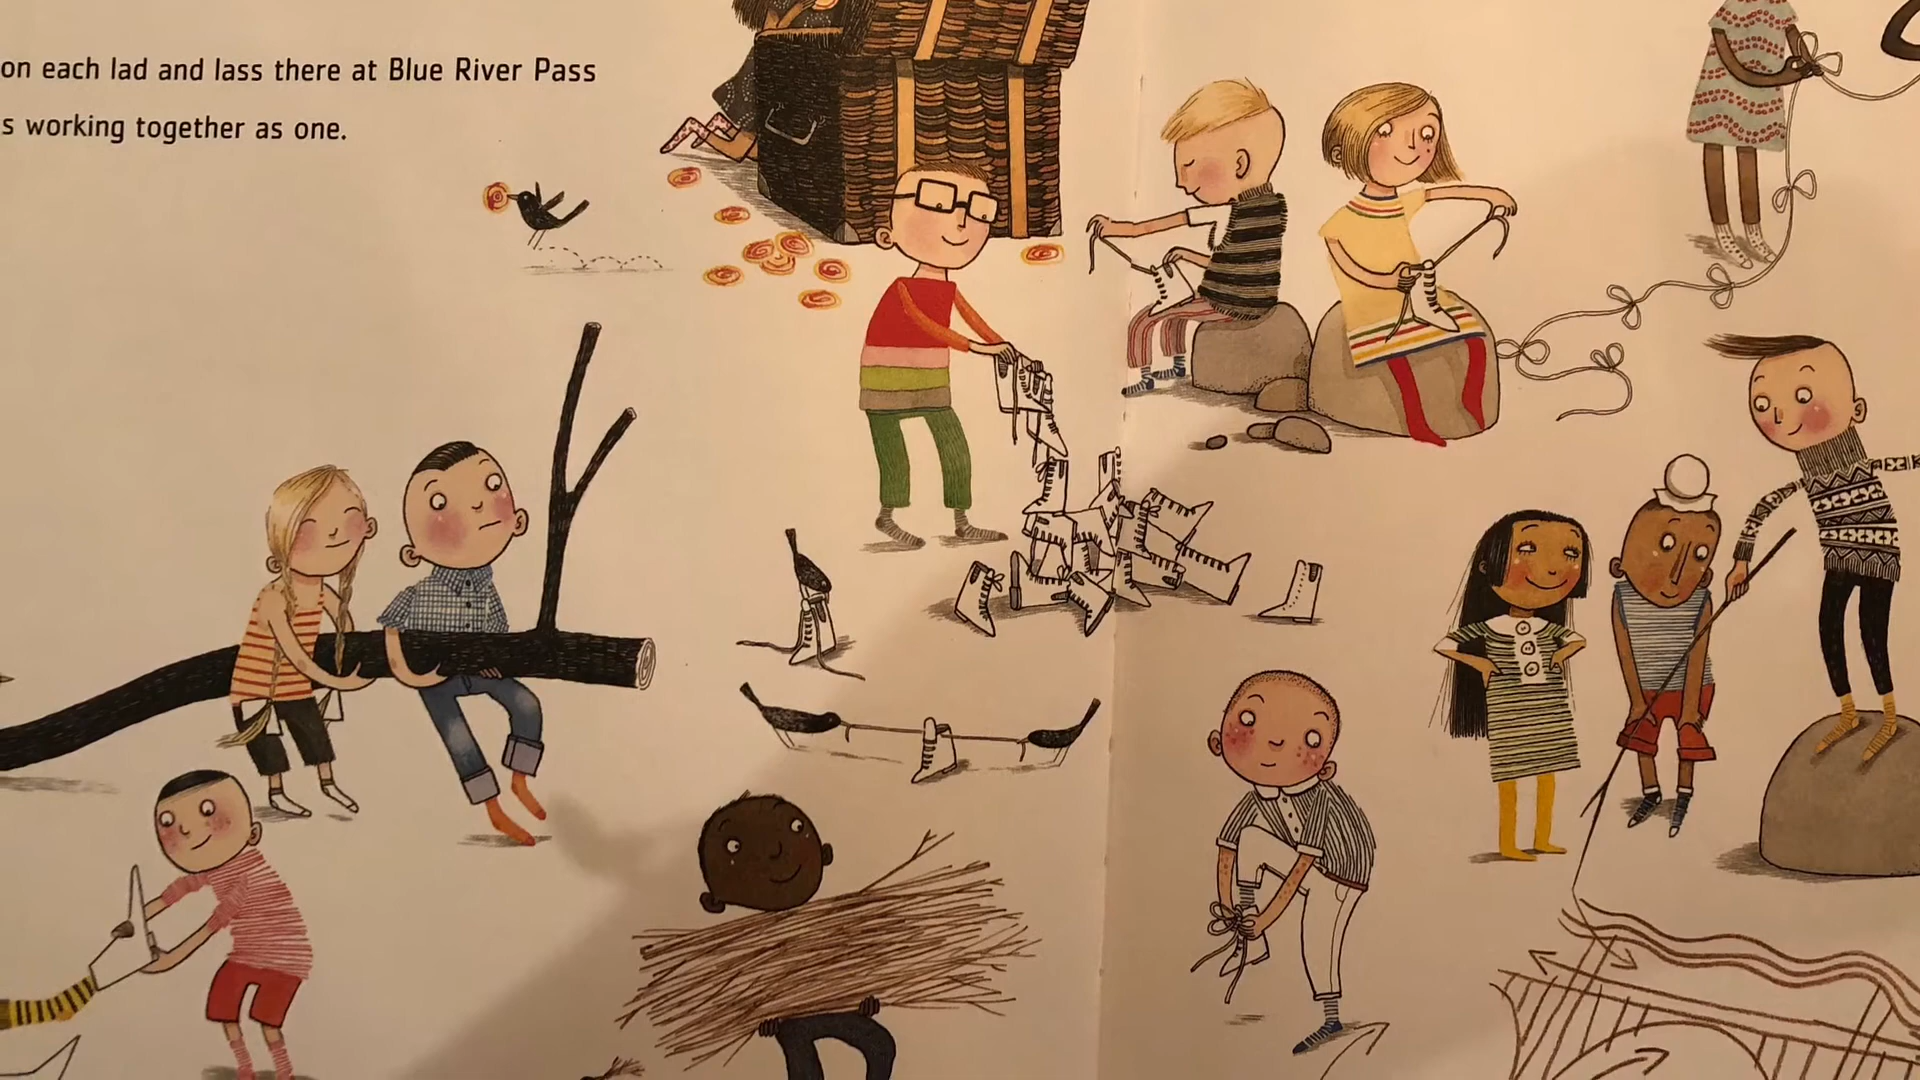 on each lad and lass there at Blue River Pass
s working together as one.